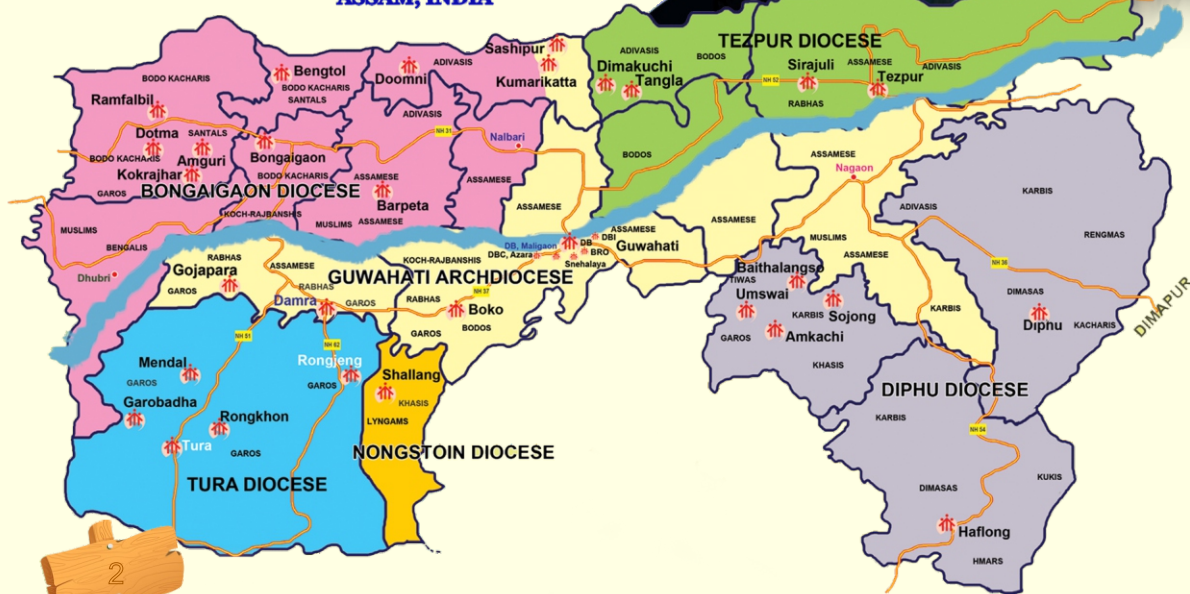 ASSAM, INDIA
BODO KACHARIS
Bengtol
BODO KACHARIS
SANTALS
Doomni
ADIVASIS
ADIVASIS
Sashipur
Kumarikatta
ADIVASIS
BODOS
Dimakuchi
Tangla
TEZPUR DIOCESE
Sirajuli
ASSAMESE
ADIVASIS
NH 52
RABHAS
Tezpur
Ramfalbil
Dotma
SANTALS
BODO KACHARIS
Amguri
Kokrajhar
GAROS
Bongaigaon
BODO KACHARIS
BONGAIGAON DIOCESE
NH 31
Nalbari
ASSAMESE
Barpeta
ASSAMESE
ASSAMESE
BODOS
MUSLIMS
KOCH-RAJBANSHIS
MUSLIMS
BENGALIS
Dhubri
ASSAMESE
ASSAMESE
ASSAMESE
ASSAMESE
Nagaon
KARBIS
ADIVASIS
RENGMAS
RABHAS
Gojapara
GAROS
ASSAMESE
KOCH-RAJBANSHIS
DB, Maligaon
DBC, Azara
DB
DBI
BRO
Snehalaya
Guwahati
GUWAHATI ARCHDIOCESE
RABHAS
GAROS
Damra
RABHAS
NH 37
Boko
GAROS
BODOS
MUSLIMS
ASSAMESE
Baithalangso
TIWAS
Umswai
KARBIS
Sojong
GAROS
Amkachi
KHASIS
KARBIS
NH 36
DIMASAS
Diphu
KACHARIS
DIMAPUR
NH 51
NH 62
Mendal
GAROS
Rongjeng
GAROS
Garobadha
Rongkhon
Tura
GAROS
TURA DIOCESE
Shallang
KHASIS
LYNGAMS
NONGSTOIN DIOCESE
DIPHU DIOCESE
KARBIS
NH 54
DIMASAS
KUKIS
Haflong
HMARS
2